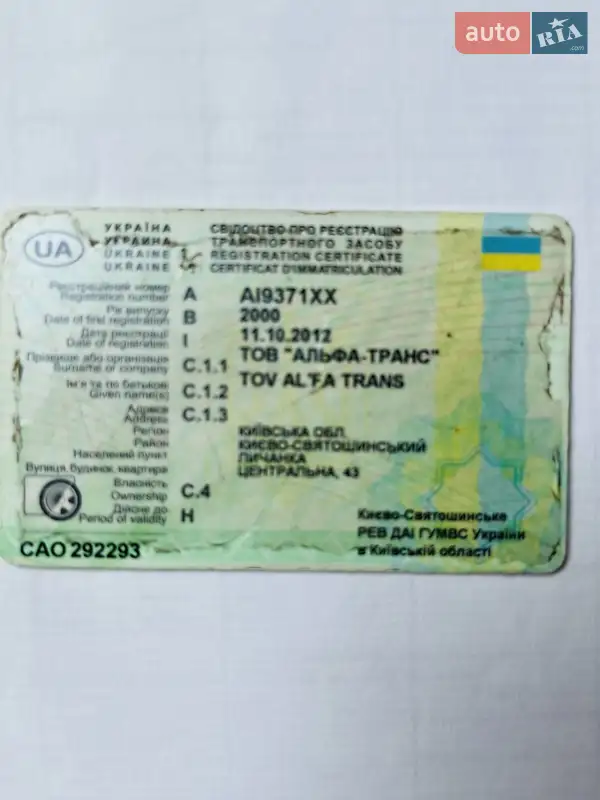 auto RIA .com
УКРАЇНА СВІДОЦТВО ПРО РЕЄСТРАЦІЮ
УКРАИНА ТРАНСПОРТНОГО ЗАСОБУ
UKRAINE REGISTRATION CERTIFICATE
UKRAINE CERTIFICAT D'IMMATRICULATION
UA
Реєстраційний номер
Registration number A AI9371XX
Рік випуску
Date of first registration B 2000
Дата реєстрації
Date of registration I 11.10.2012
Прізвище або організація
Surname or company C.1.1 ТОВ "АЛЬФА-ТРАНС"
Ім'я та по батькові
Given name(s) C.1.2 TOV AL'FA TRANS
Адреса
Address C.1.3
Регіон КИЇВСЬКА ОБЛ.
Район КИЄВО-СВЯТОШИНСЬКИЙ
Населений пункт ЛИЧАНКА
Вулиця, будинок, квартира ЦЕНТРАЛЬНА, 43
Власність
Ownership C.4
Дійсне до
Period of validity H
Києво-Святошинське
РЕВ ДАІ ГУМВС України
в Київській області
САО 292293